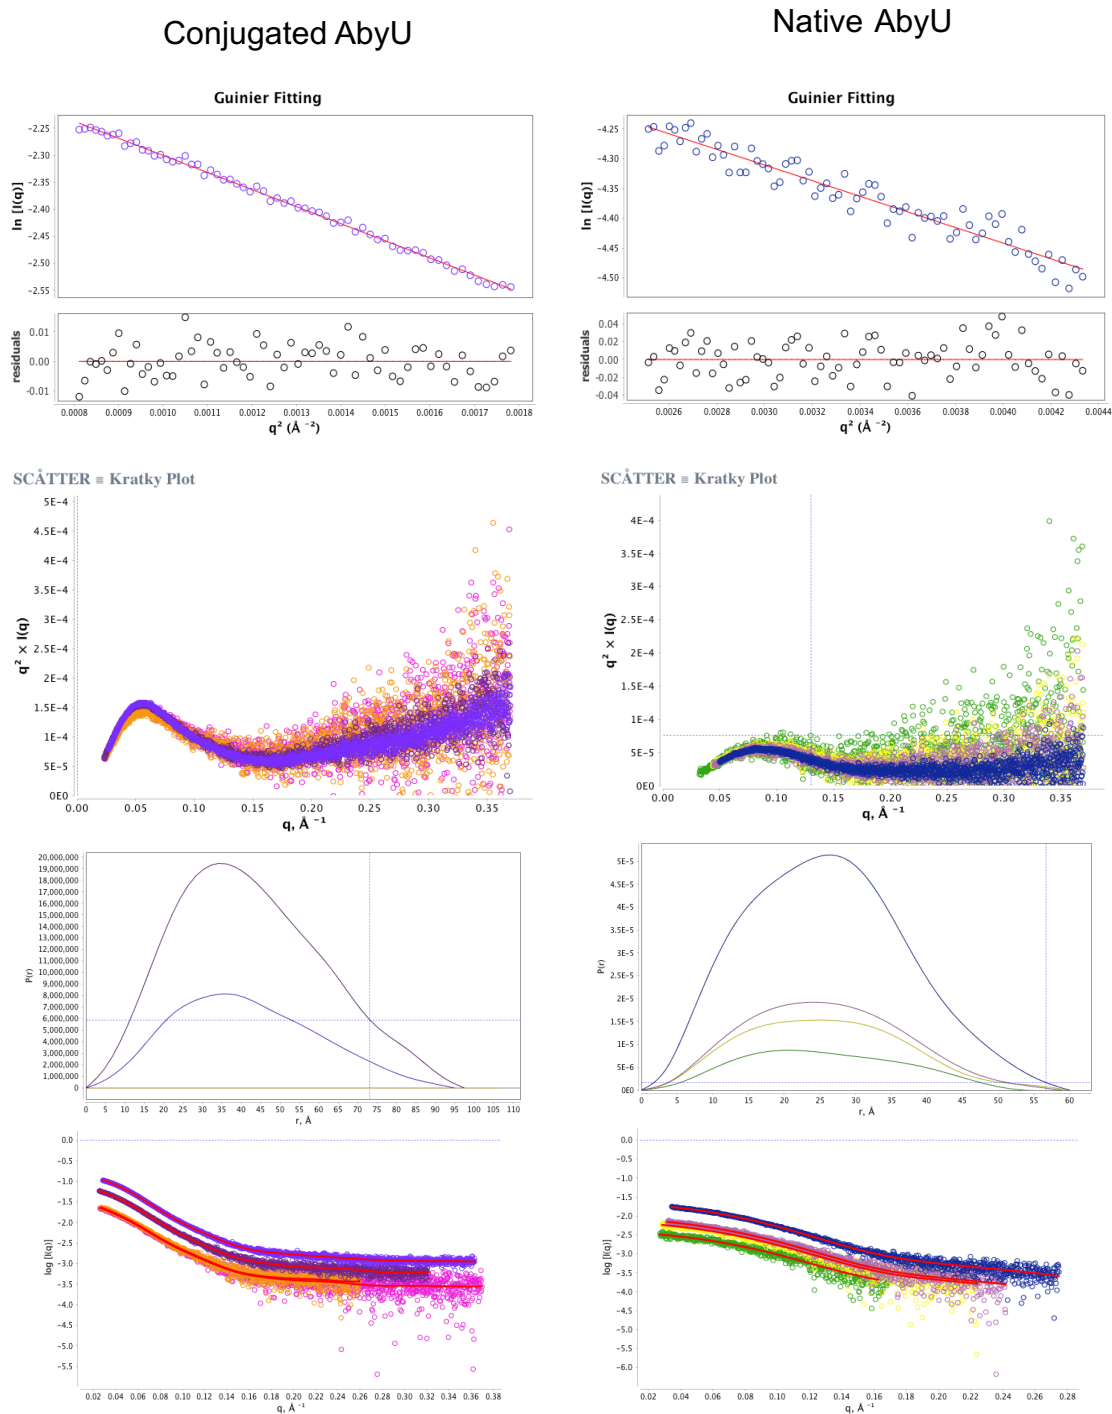 Conjugated AbyU
Native AbyU
Guinier Fitting
ln [I(q)]
-2.25
-2.30
-2.35
-2.40
-2.45
-2.50
-2.55
residuals
0.01
0.00
-0.01
0.0008 0.0009 0.0010 0.0011 0.0012 0.0013 0.0014 0.0015 0.0016 0.0017 0.0018
q² (Å ⁻²)
Guinier Fitting
ln [I(q)]
-4.25
-4.30
-4.35
-4.40
-4.45
-4.50
residuals
0.04
0.02
0.00
-0.02
-0.04
0.0026 0.0028 0.0030 0.0032 0.0034 0.0036 0.0038 0.0040 0.0042 0.0044
q² (Å ⁻²)
SCÅTTER ≡ Kratky Plot
q² × I(q)
5E-4
4.5E-4
4E-4
3.5E-4
3E-4
2.5E-4
2E-4
1.5E-4
1E-4
5E-5
0E0
0.00 0.05 0.10 0.15 0.20 0.25 0.30 0.35
q, Å ⁻¹
SCÅTTER ≡ Kratky Plot
q² × I(q)
4E-4
3.5E-4
3E-4
2.5E-4
2E-4
1.5E-4
1E-4
5E-5
0E0
0.00 0.05 0.10 0.15 0.20 0.25 0.30 0.35
q, Å ⁻¹
P(r)
20,000,000
19,000,000
18,000,000
17,000,000
16,000,000
15,000,000
14,000,000
13,000,000
12,000,000
11,000,000
10,000,000
9,000,000
8,000,000
7,000,000
6,000,000
5,000,000
4,000,000
3,000,000
2,000,000
1,000,000
0
0 5 10 15 20 25 30 35 40 45 50 55 60 65 70 75 80 85 90 95 100 105 110
r, Å
P(r)
5E-5
4E-5
4E-5
3E-5
3E-5
2E-5
2E-5
1E-5
1E-5
5E-6
0E0
0 5 10 15 20 25 30 35 40 45 50 55 60
r, Å
log [I(q)]
0.0
-0.5
-1.0
-1.5
-2.0
-2.5
-3.0
-3.5
-4.0
-4.5
-5.0
-5.5
0.02 0.04 0.06 0.08 0.10 0.12 0.14 0.16 0.18 0.20 0.22 0.24 0.26 0.28 0.30 0.32 0.34 0.36 0.38
q, Å⁻¹
log [I(q)]
0.0
-0.5
-1.0
-1.5
-2.0
-2.5
-3.0
-3.5
-4.0
-4.5
-5.0
-5.5
-6.0
0.02 0.04 0.06 0.08 0.10 0.12 0.14 0.16 0.18 0.20 0.22 0.24 0.26 0.28
q, Å⁻¹